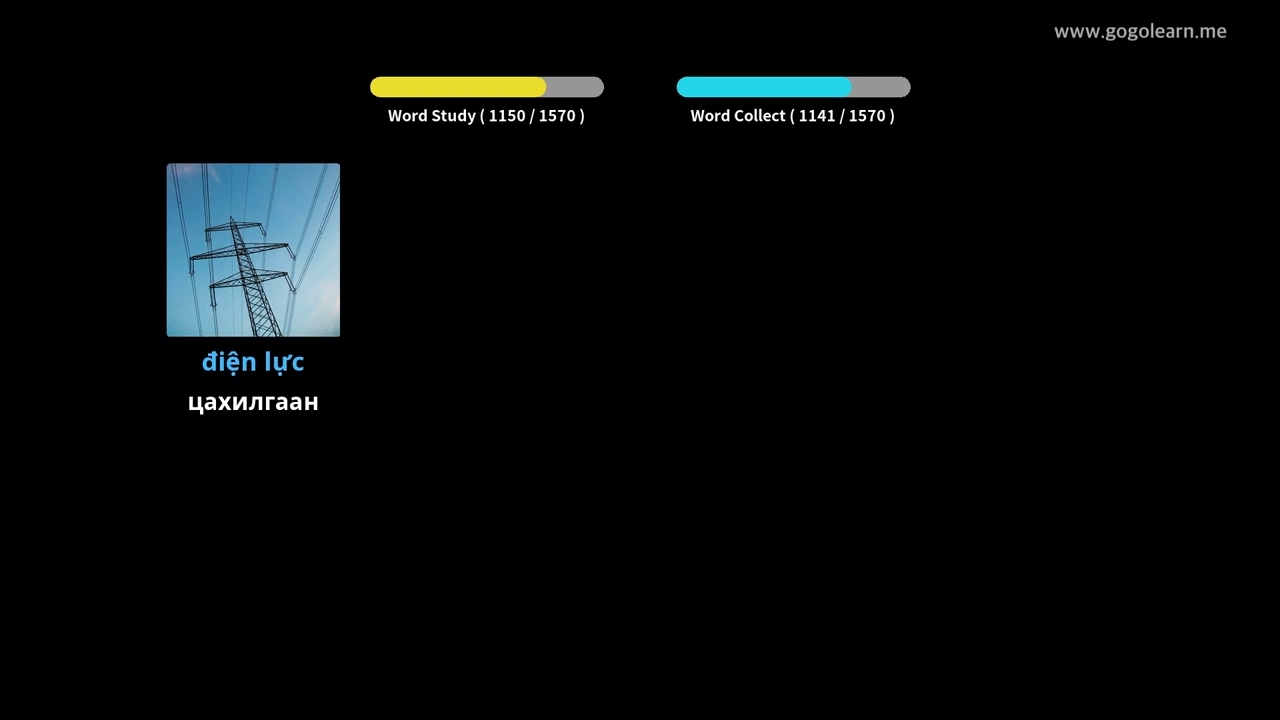 www.gogolearn.me
Word Study ( 1150 / 1570 )
Word Collect ( 1141 / 1570 )
điện lực
цахилгаан